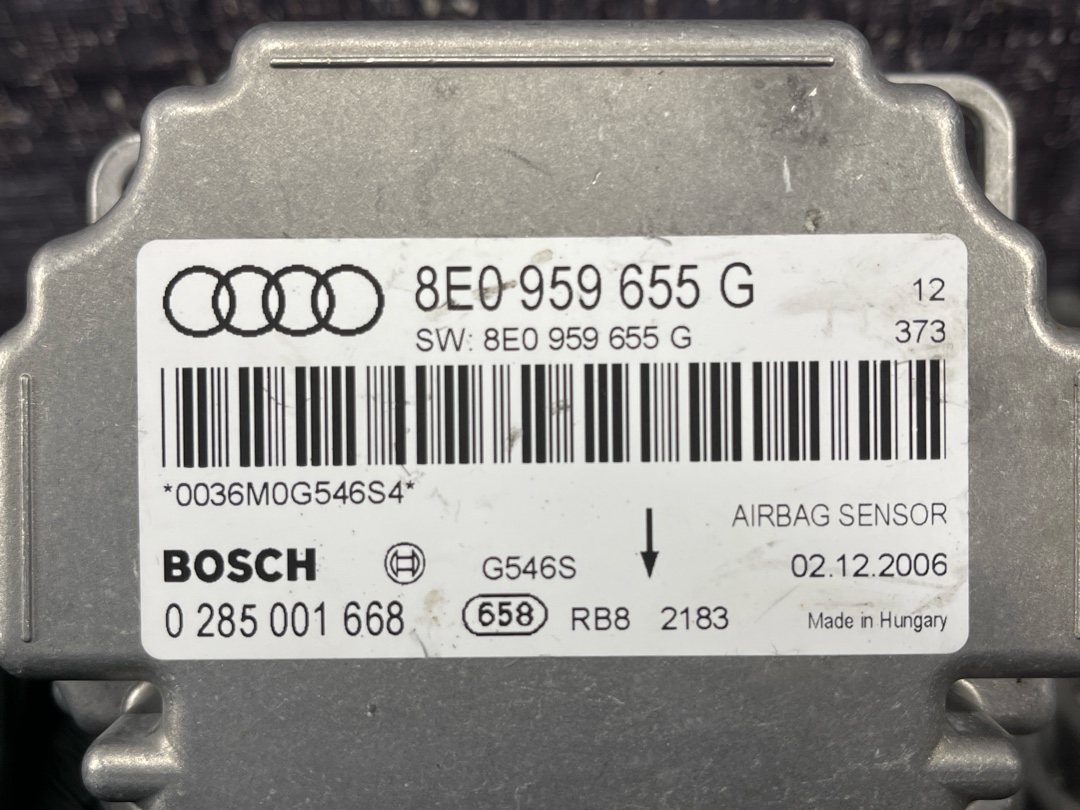 8E0 959 655 G 12
SW: 8E0 959 655 G 373
*0036M0G546S4*
AIRBAG SENSOR
BOSCH G546S 02.12.2006
0 285 001 668 658 RB8 2183 Made in Hungary